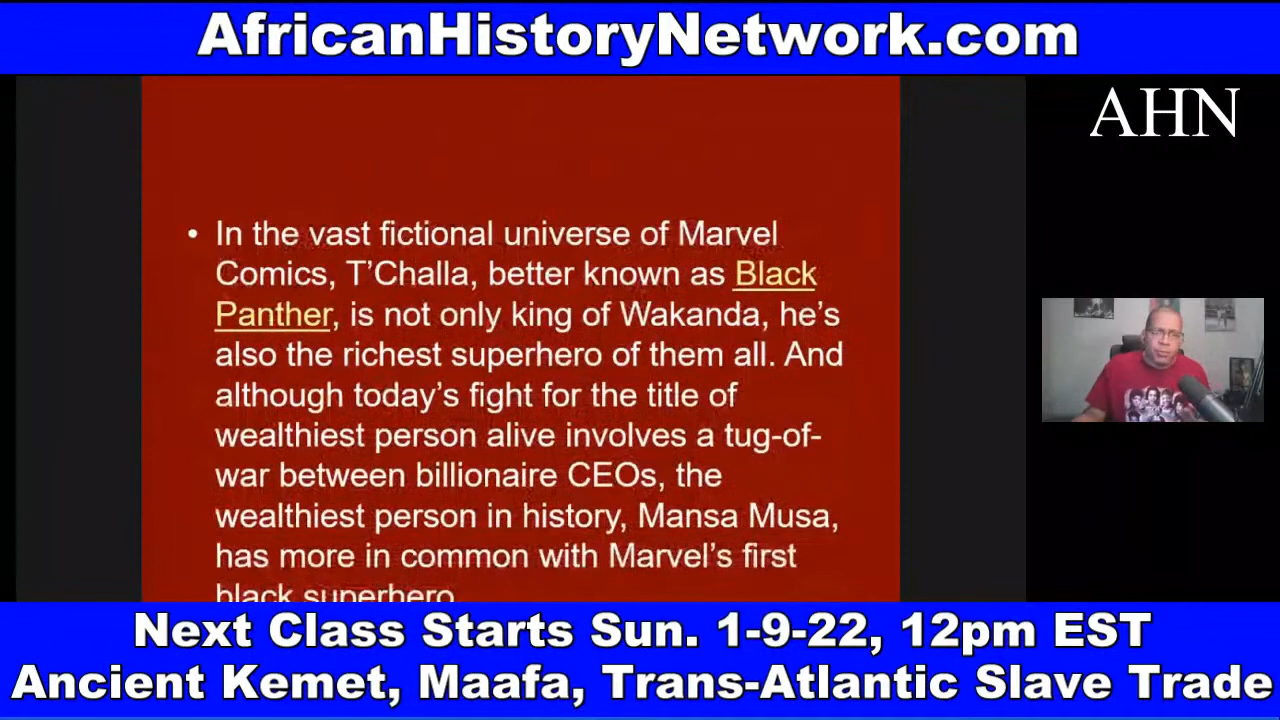 AfricanHistoryNetwork.com
AHN
• In the vast fictional universe of Marvel
Comics, T’Challa, better known as Black
Panther, is not only king of Wakanda, he’s
also the richest superhero of them all. And
although today’s fight for the title of
wealthiest person alive involves a tug-of-
war between billionaire CEOs, the
wealthiest person in history, Mansa Musa,
has more in common with Marvel’s first
black superhero.
Next Class Starts Sun. 1-9-22, 12pm EST
Ancient Kemet, Maafa, Trans-Atlantic Slave Trade